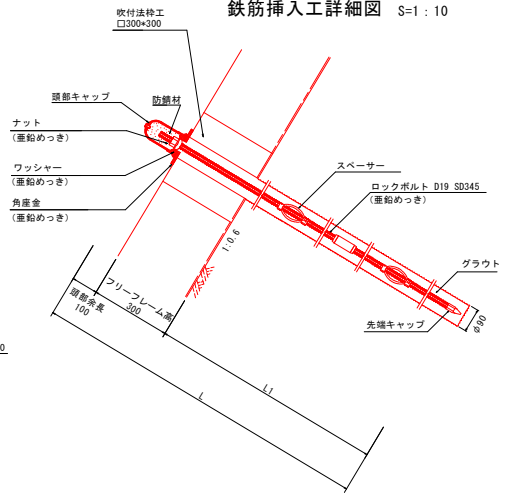 鉄筋挿入工詳細図 S=1：10
吹付法枠工
□300*300
頭部キャップ
防錆材
ナット
(亜鉛めっき)
ワッシャー
(亜鉛めっき)
角座金
(亜鉛めっき)
スペーサー
ロックボルト D19 SD345
(亜鉛めっき)
グラウト
先端キャップ
φ90
1:0.6
頭部余長
100
フリーフレーム高
300
L1
L
0